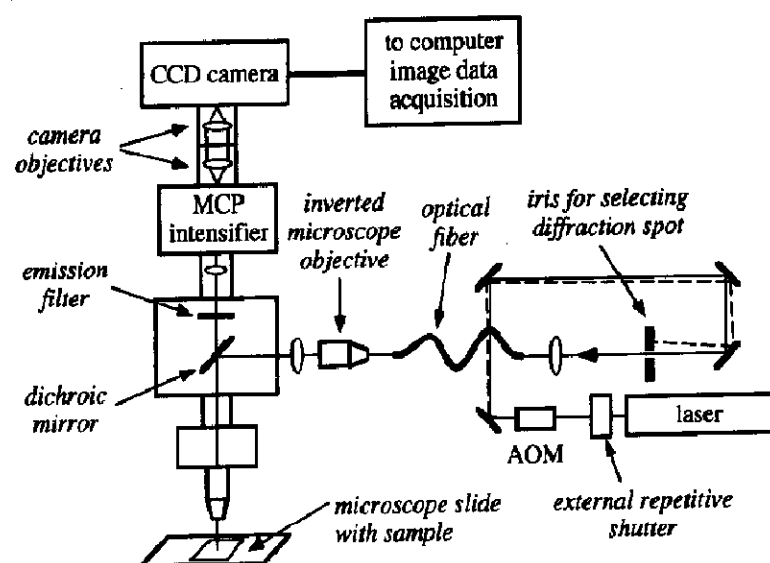 CCD camera
to computer
image data
acquisition
camera
objectives
MCP
intensifier
inverted
microscope
objective
optical
fiber
iris for selecting
diffraction spot
emission
filter
dichroic
mirror
laser
AOM
external repetitive
shutter
microscope slide
with sample